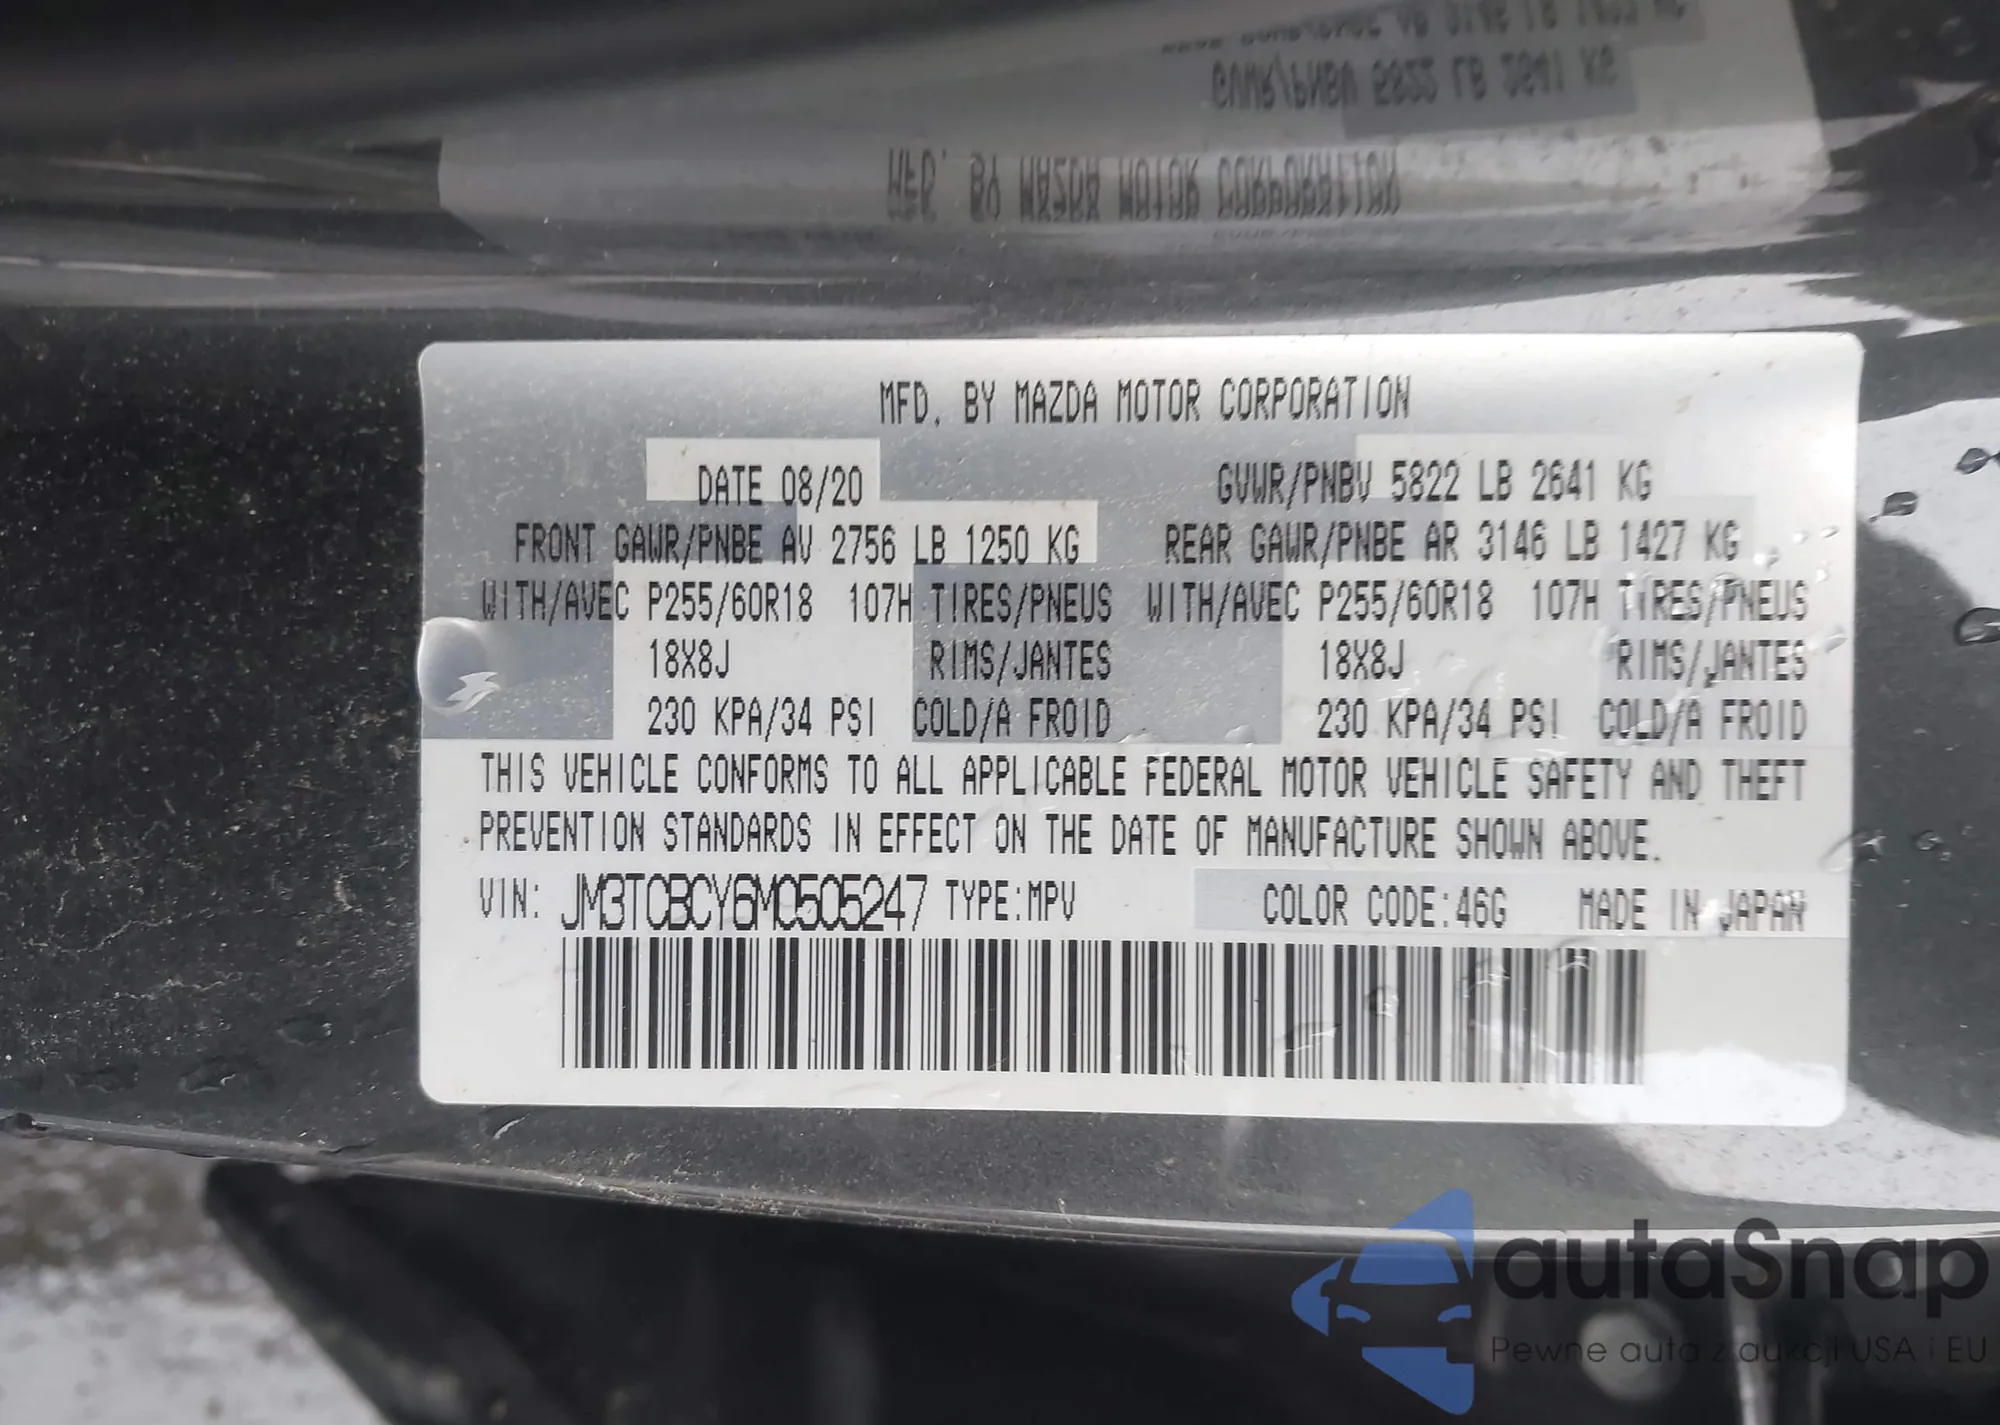 MFD. BY MAZDA MOTOR CORPORATION
DATE 08/20 GVWR/PNBV 5822 LB 2641 KG
FRONT GAWR/PNBE AV 2756 LB 1250 KG REAR GAWR/PNBE AR 3146 LB 1427 KG
WITH/AVEC P255/60R18 107H TIRES/PNEUS WITH/AVEC P255/60R18 107H TIRES/PNEUS
18X8J RIMS/JANTES 18X8J RIMS/JANTES
230 KPA/34 PSI COLD/A FROID 230 KPA/34 PSI COLD/A FROID
THIS VEHICLE CONFORMS TO ALL APPLICABLE FEDERAL MOTOR VEHICLE SAFETY AND THEFT
PREVENTION STANDARDS IN EFFECT ON THE DATE OF MANUFACTURE SHOWN ABOVE.
VIN: JM3TCBCY6M0505247 TYPE:MPV COLOR CODE:46G MADE IN JAPAN
autaSnap
Pewne auta z aukcji USA i EU